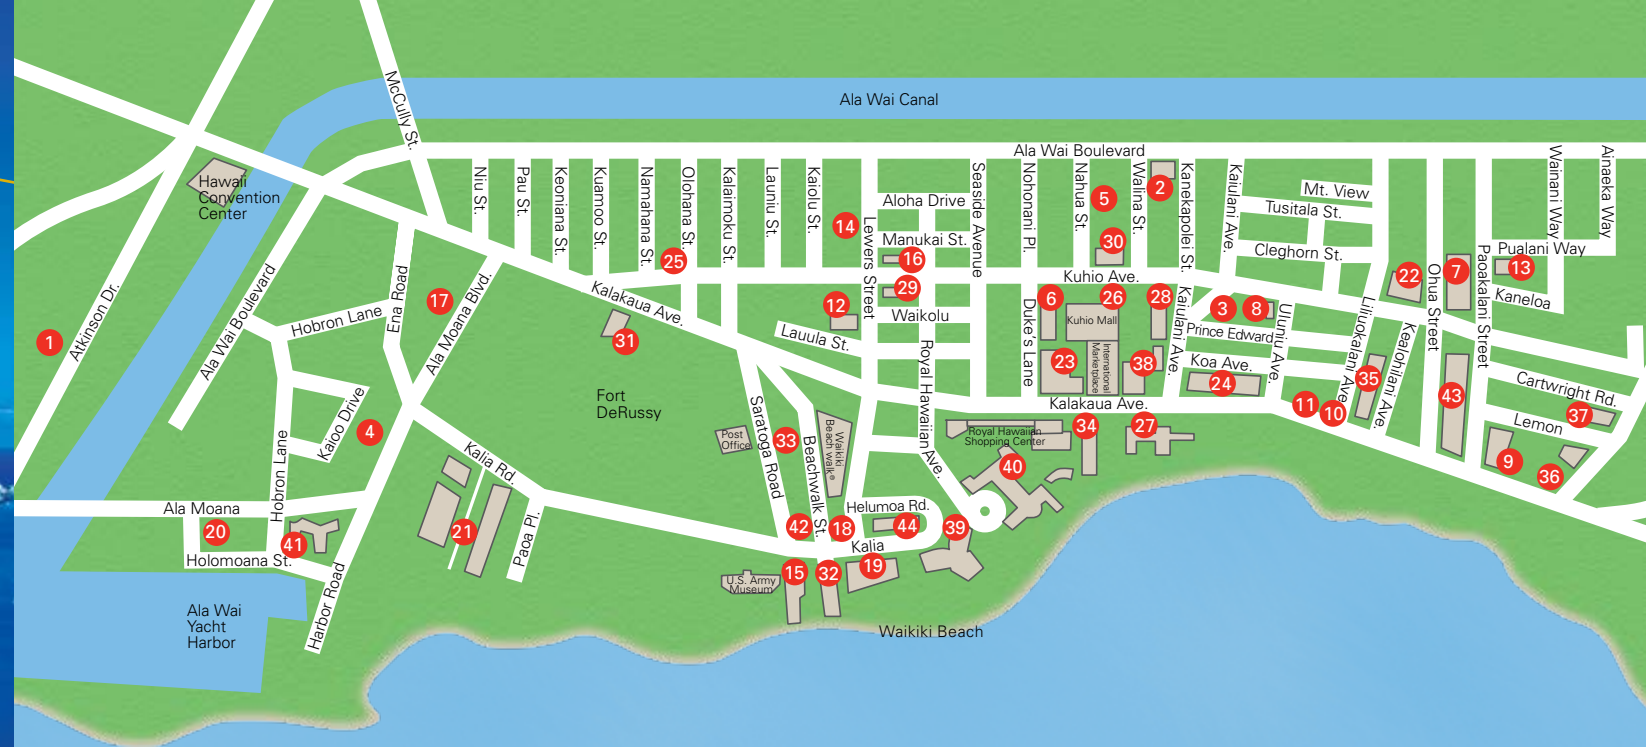 McCully St.
Ala Wai Canal
Ala Wai Boulevard
Hawaii
Convention
Center
Niu St.
Pau St.
Keoniana St.
Kuamoo St.
Namahana St.
Olohana St.
Kalaimoku St.
Launiu St.
Kaiolu St.
Lewers Street
Aloha Drive
Manukai St.
Seaside Avenue
Nohonani Pl.
Nahua St.
Walina St.
Kanekapolei St.
Kaiulani Ave.
Mt. View
Tusitala St.
Cleghorn St.
Wainani Way
Ainaeka Way
Pualani Way
Kaneloa
Paoakalani Street
Ohua Street
2
5
14
30
16
25
22
7
13
17
12
29
6
26
28
3
8
1
31
Kuhio Ave.
Kalakaua Ave.
Atkinson Dr.
Ala Wai Boulevard
Hobron Lane
Ena Road
Ala Moana Blvd.
Lauula St.
Waikolu
Royal Hawaiian Ave.
Duke's Lane
Kuhio Mall
International
Marketplace
Kaiulani Ave.
Prince Edward
Koa Ave.
Uluniu Ave.
Liliuokalani Ave.
Kealohilani Ave.
Cartwright Rd.
Lemon
23
38
24
35
43
11
10
37
9
36
Kalakaua Ave.
Fort
DeRussy
Kaioo Drive
4
Hobron Lane
Kalia Rd.
Post
Office
33
Saratoga Road
Beachwalk St.
Waikiki
Beach walk®
Royal Hawaiian
Shopping Center
34
27
40
Ala Moana
20
41
Holomoana St.
21
Paoa Pl.
42
18
Helumoa Rd.
44
39
Kalia
15
32
19
U.S. Army
Museum
Harbor Road
Ala Wai
Yacht
Harbor
Waikiki Beach